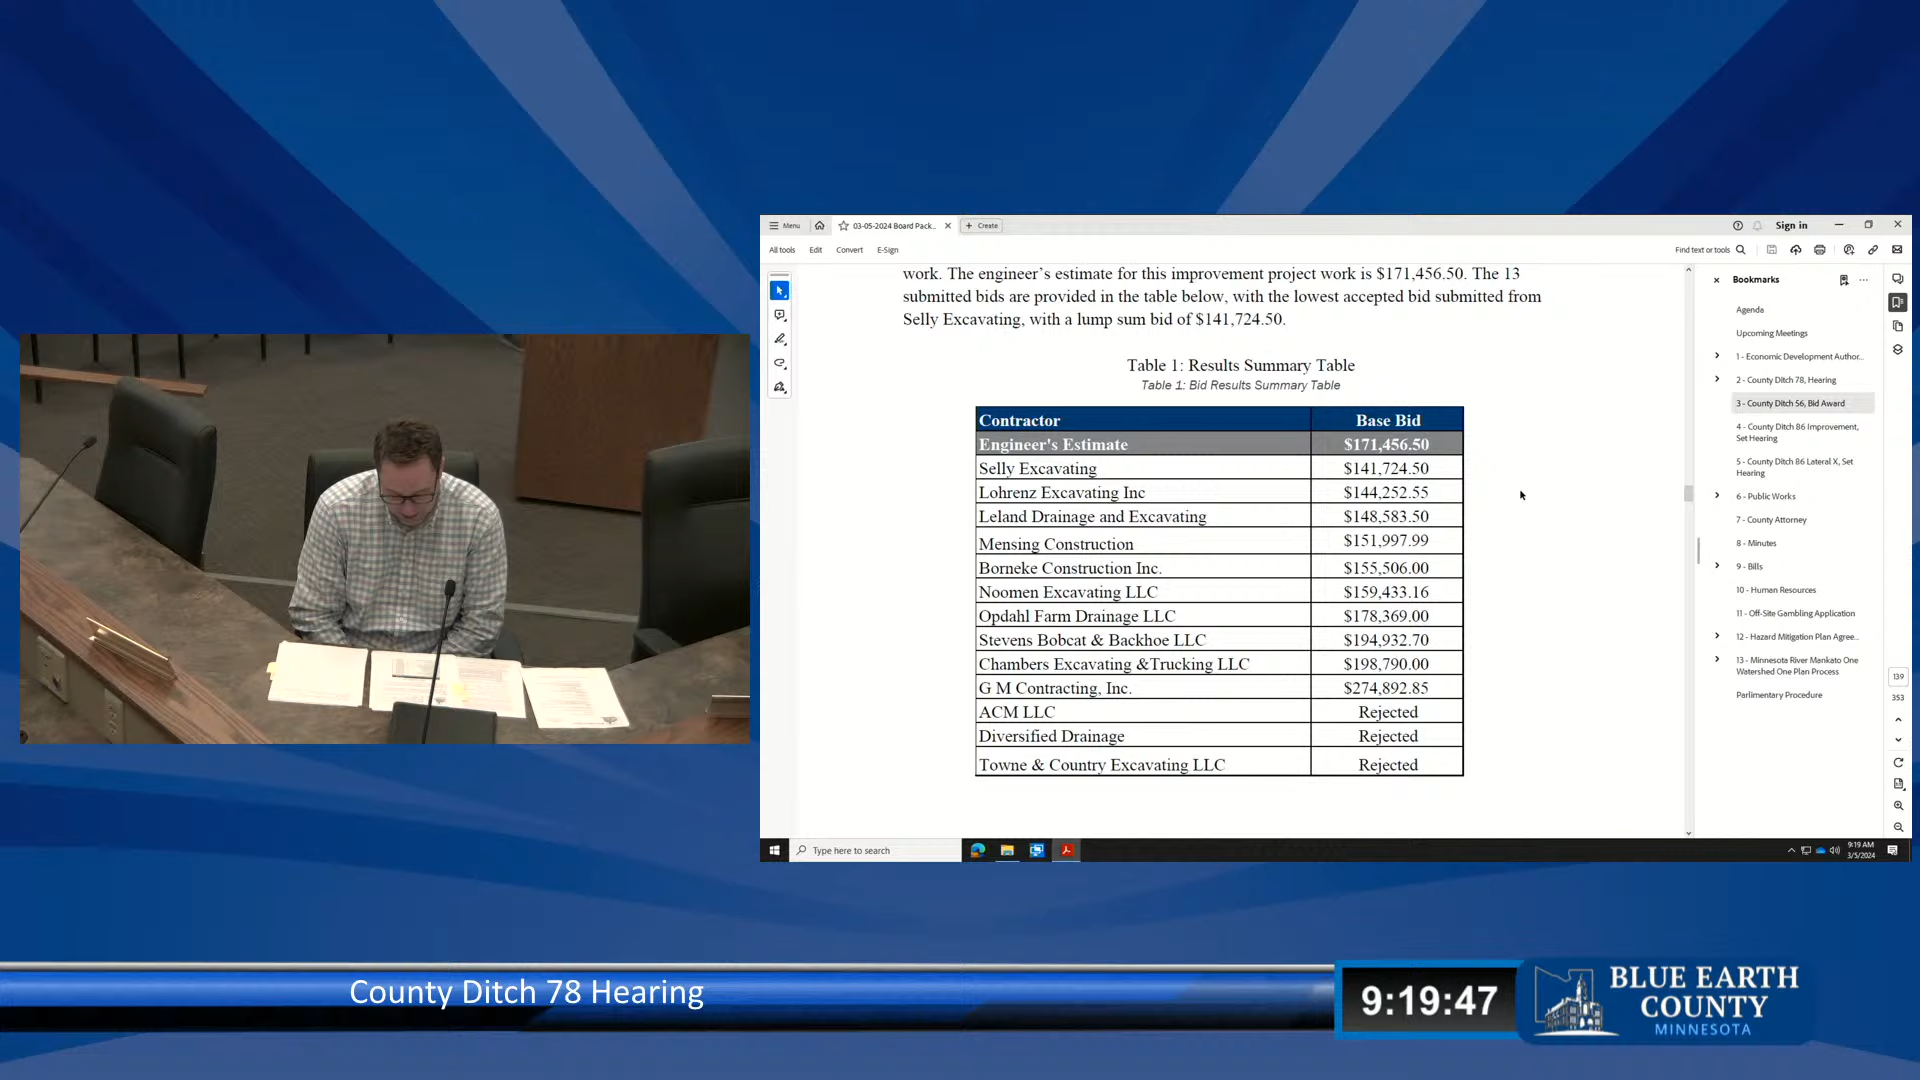 Menu
03-05-2024 Board Pack...
Create
Sign in
All tools
Edit
Convert
E-Sign
Find text or tools
work. The engineer's estimate for this improvement project work is $171,456.50. The 13
submitted bids are provided in the table below, with the lowest accepted bid submitted from
Selly Excavating, with a lump sum bid of $141,724.50.
Table 1: Results Summary Table
Table 1: Bid Results Summary Table
Contractor Base Bid
Engineer's Estimate $171,456.50
Selly Excavating $141,724.50
Lohrenz Excavating Inc $144,252.55
Leland Drainage and Excavating $148,583.50
Mensing Construction $151,997.99
Borneke Construction Inc. $155,506.00
Noomen Excavating LLC $159,433.16
Opdahl Farm Drainage LLC $178,369.00
Stevens Bobcat & Backhoe LLC $194,932.70
Chambers Excavating &Trucking LLC $198,790.00
G M Contracting, Inc. $274,892.85
ACM LLC Rejected
Diversified Drainage Rejected
Towne & Country Excavating LLC Rejected
Bookmarks
Agenda
Upcoming Meetings
1 - Economic Development Author...
2 - County Ditch 78, Hearing
3 - County Ditch 56, Bid Award
4 - County Ditch 86 Improvement,
Set Hearing
5 - County Ditch 86 Lateral X, Set
Hearing
6 - Public Works
7 - County Attorney
8 - Minutes
9 - Bills
10 - Human Resources
11 - Off-Site Gambling Application
12 - Hazard Mitigation Plan Agree...
13 - Minnesota River Mankato One
Watershed One Plan Process
Parlimentary Procedure
139
353
Type here to search
9:19 AM
3/5/2024
County Ditch 78 Hearing
9:19:47
BLUE EARTH
COUNTY
MINNESOTA